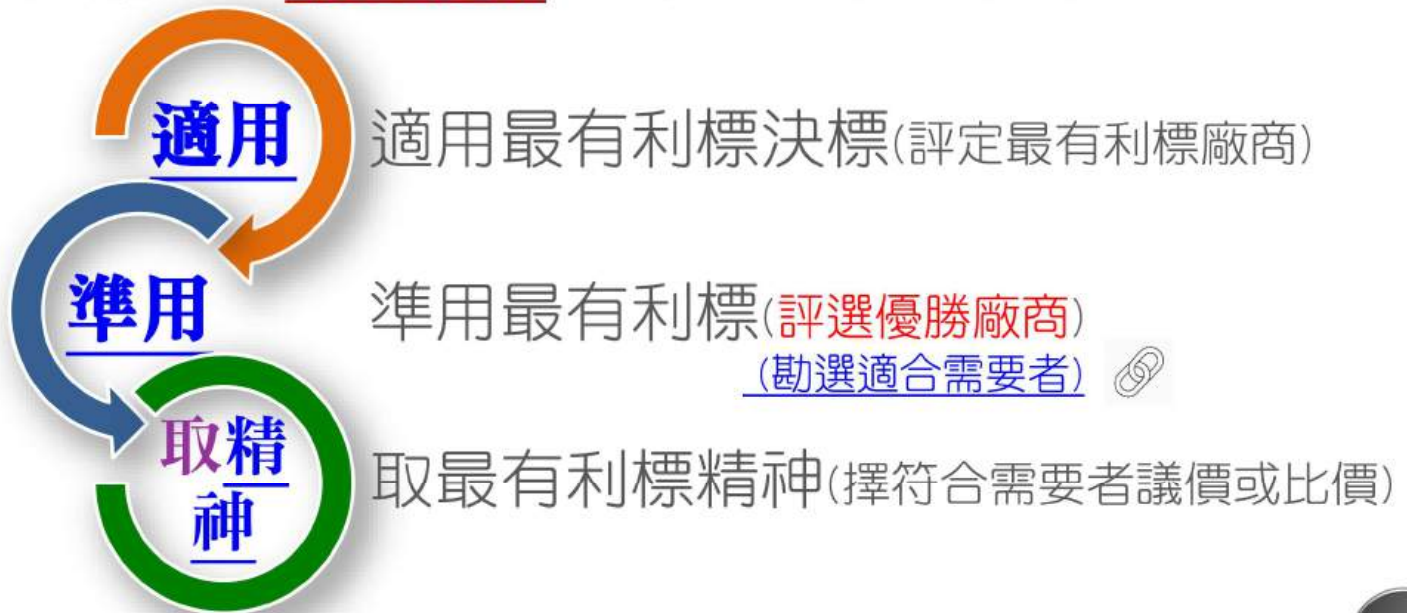 適用
適用最有利標決標(評定最有利標廠商)
準用
準用最有利標(評選優勝廠商)
(勘選適合需要者)
取精
神
取最有利標精神(擇符合需要者議價或比價)